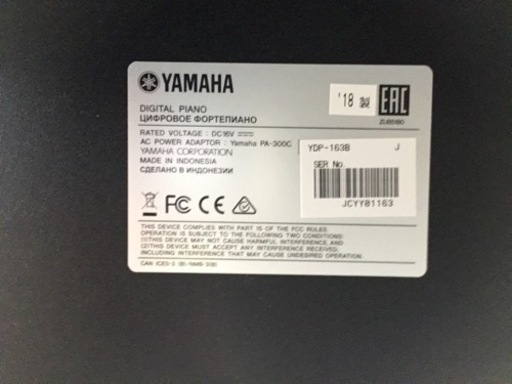 YAMAHA
'18
EAC
DIGITAL PIANO
ЦИФРОВОЕ ФОРТЕПИАНО
RATED VOLTAGE : DC16V
AC POWER ADAPTOR : Yamaha PA-300C
YAMAHA CORPORATION
MADE IN INDONESIA
СДЕЛАНО В ИНДОНЕЗИИ
YDP-163B J
SER No.
JCYY01163
FC CE
THIS DEVICE COMPLIES WITH PART 15 OF THE FCC RULES.
OPERATION IS SUBJECT TO THE FOLLOWING TWO CONDITIONS:
(1)THIS DEVICE MAY NOT CAUSE HARMFUL INTERFERENCE, AND
(2)THIS DEVICE MUST ACCEPT ANY INTERFERENCE RECEIVED,
INCLUDING INTERFERENCE THAT MAY CAUSE UNDESIRED OPERATION.